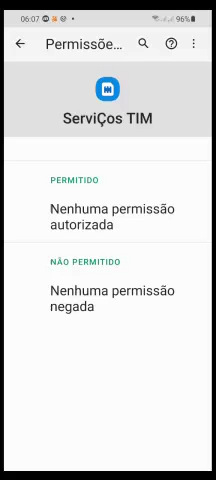 06:07
96%
Permissõe...
ServiÇos TIM
PERMITIDO
Nenhuma permissão
autorizada
NÃO PERMITIDO
Nenhuma permissão
negada